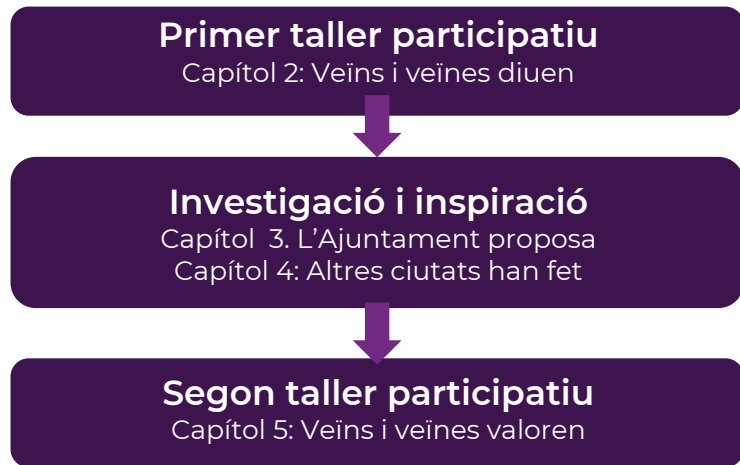 Primer taller participatiu
Capítol 2: Veïns i veïnes diuen
Investigació i inspiració
Capítol  3. L’Ajuntament proposa
Capítol 4: Altres ciutats han fet
Segon taller participatiu
Capítol 5: Veïns i veïnes valoren